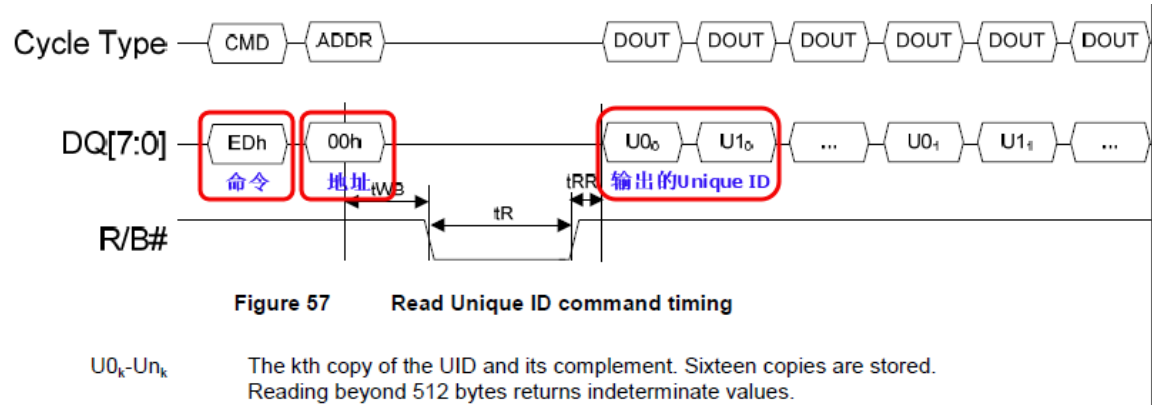 Cycle Type CMD ADDR DOUT DOUT DOUT DOUT DOUT DOUT
DQ[7:0] EDh 00h U0₀ U1₀ ... U0₁ U1₁ ...
命令 地址 输出的Unique ID
tWB tR tRR
R/B#
Figure 57 Read Unique ID command timing
U0ₖ-Unₖ The kth copy of the UID and its complement. Sixteen copies are stored.
Reading beyond 512 bytes returns indeterminate values.